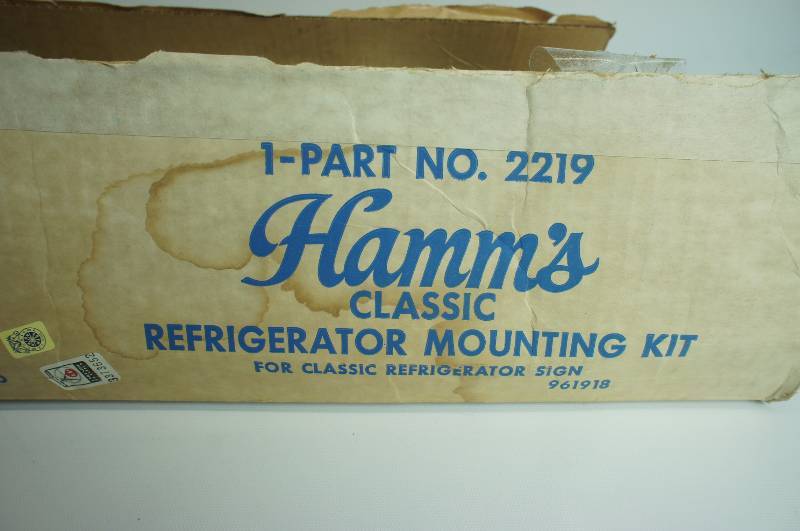 1-PART NO. 2219
Hamm's
CLASSIC
REFRIGERATOR MOUNTING KIT
FOR CLASSIC REFRIGERATOR SIGN
961918